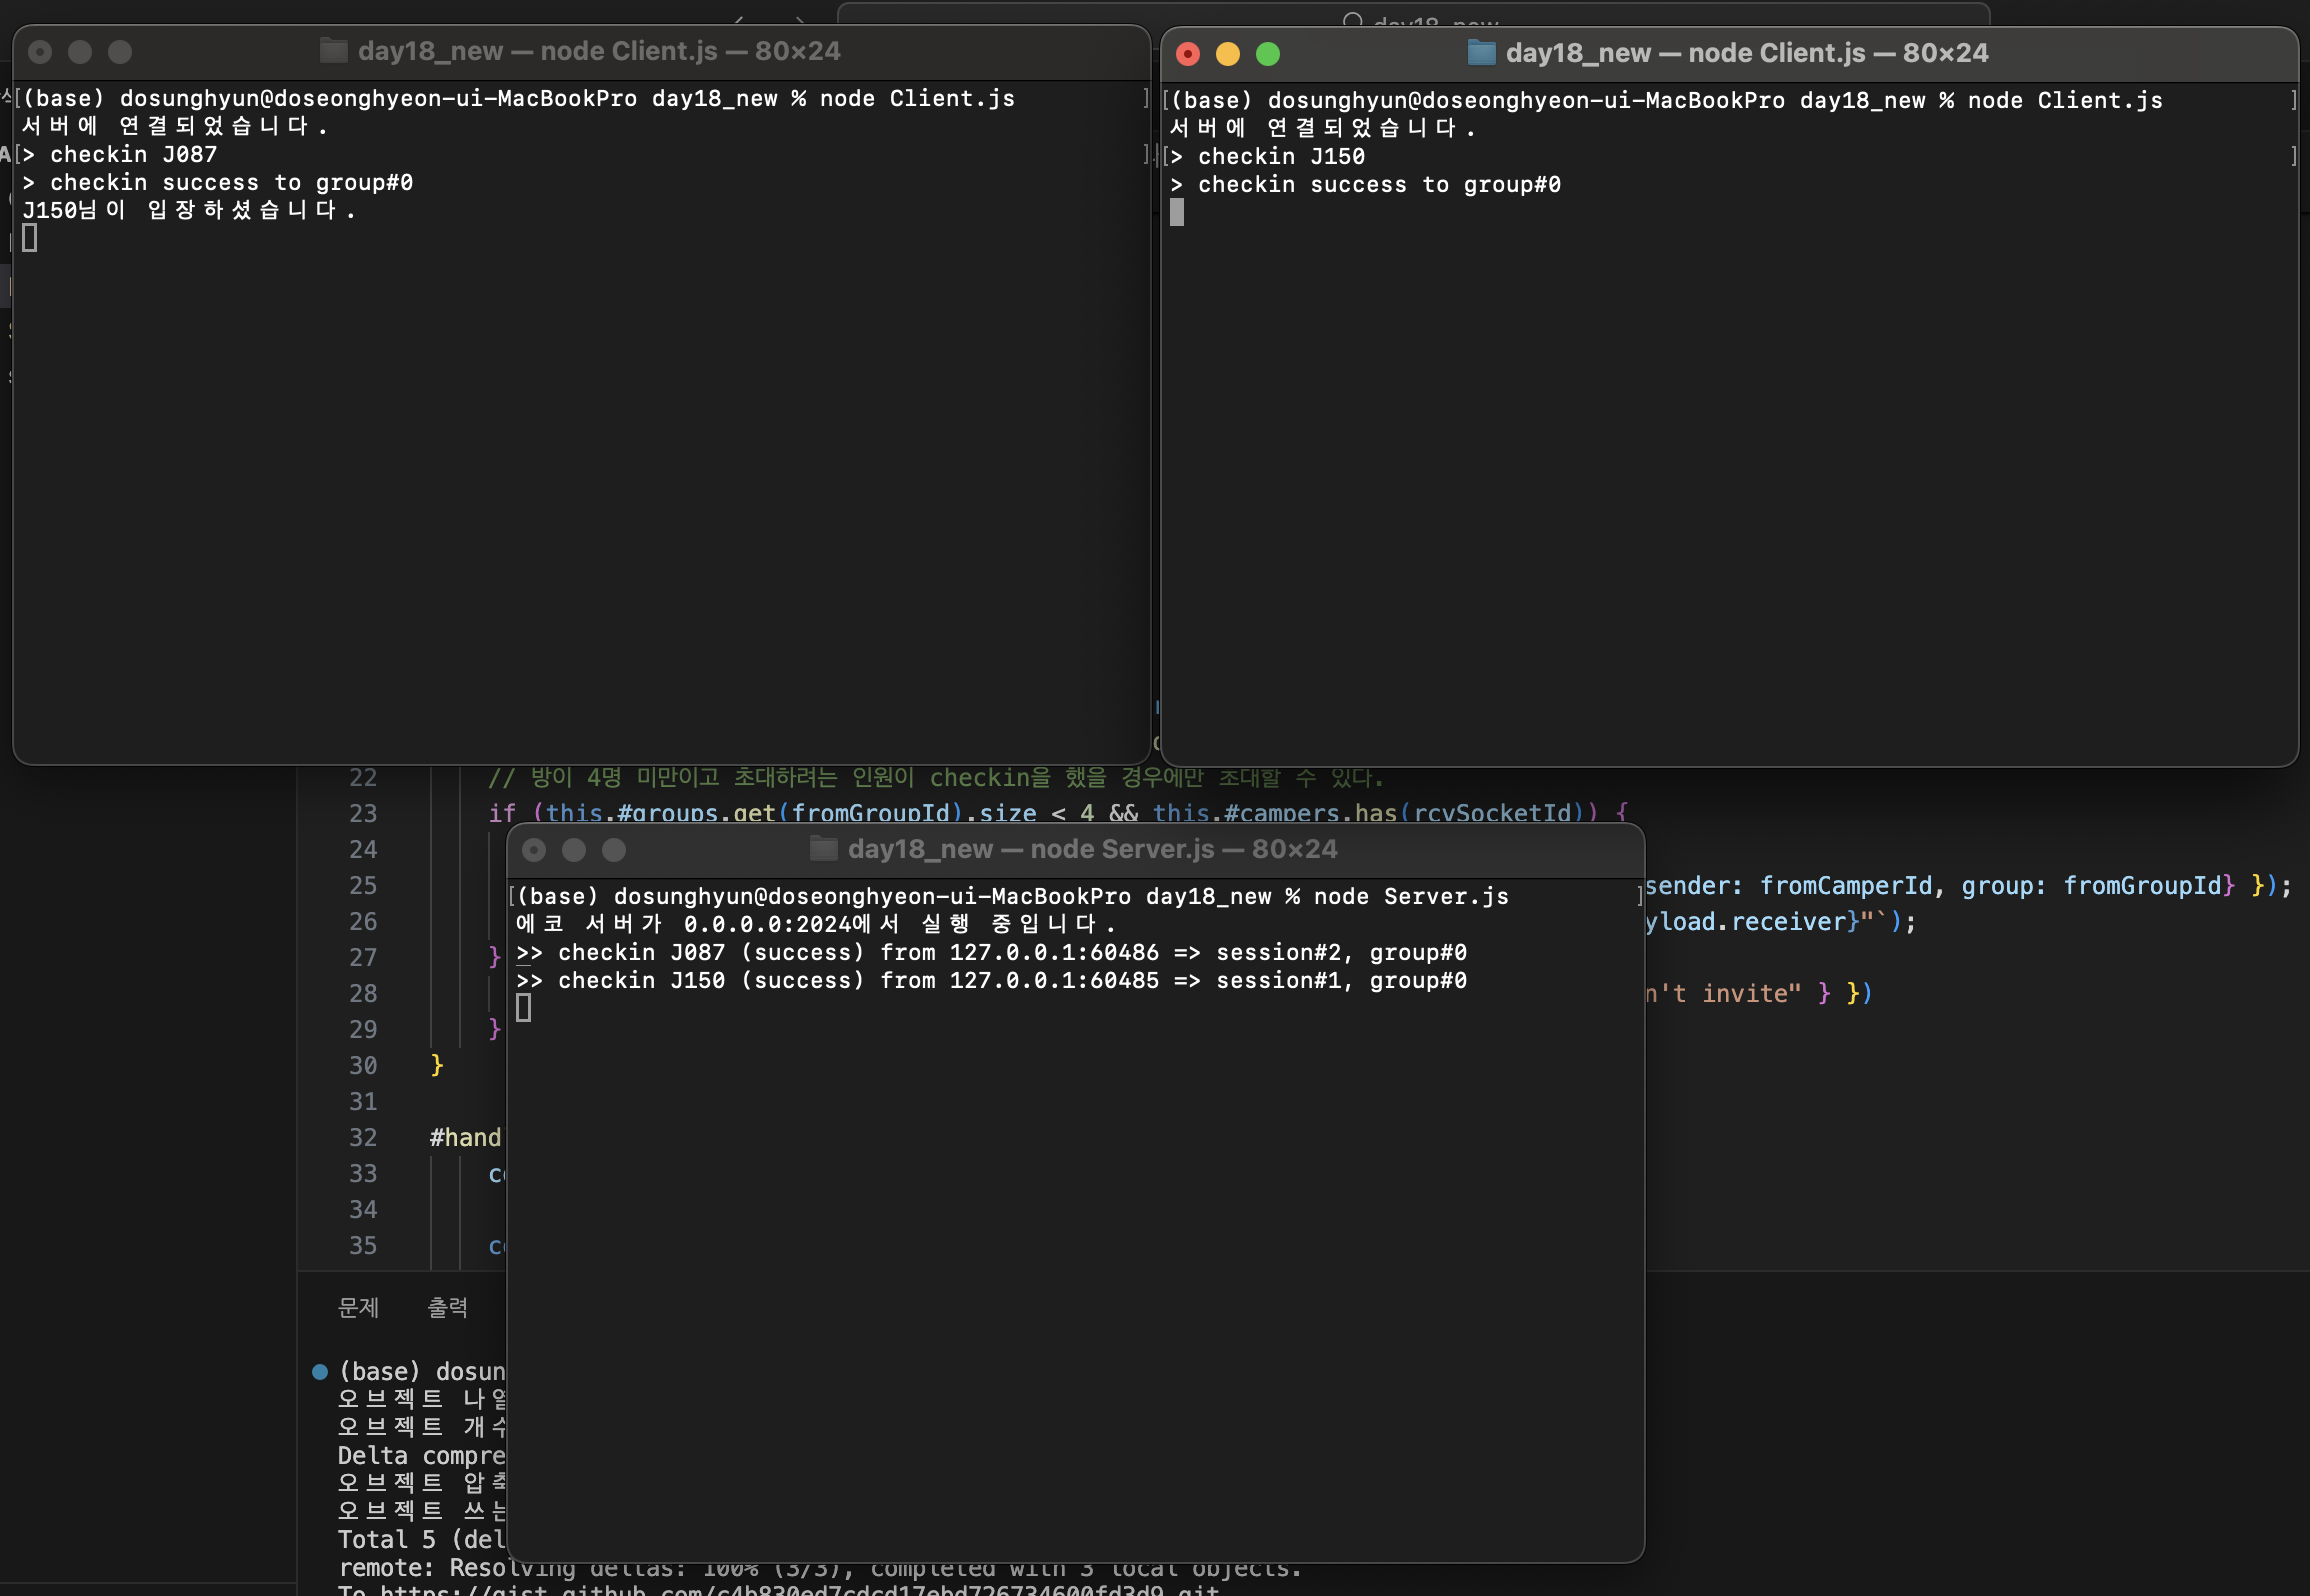 day18_new
day18_new — node Client.js — 80×24
(base) dosunghyun@doseonghyeon-ui-MacBookPro day18_new % node Client.js
서버에 연결되었습니다.
> checkin J087
> checkin success to group#0
J150님이 입장하셨습니다.
day18_new — node Client.js — 80×24
(base) dosunghyun@doseonghyeon-ui-MacBookPro day18_new % node Client.js
서버에 연결되었습니다.
> checkin J150
> checkin success to group#0
22 // 방이 4명 미만이고 초대하려는 인원이 checkin을 했을 경우에만 초대할 수 있다.
23 if (this.#groups.get(fromGroupId).size < 4 && this.#campers.has(rcvSocketId)) {
24
25 sender: fromCamperId, group: fromGroupId} });
26 yload.receiver}"`);
27 }
28 n't invite" } })
29 }
30 }
31
32 #hand
33 c
34
35 c
day18_new — node Server.js — 80×24
(base) dosunghyun@doseonghyeon-ui-MacBookPro day18_new % node Server.js
에코 서버가 0.0.0.0:2024에서 실행 중입니다.
>> checkin J087 (success) from 127.0.0.1:60486 => session#2, group#0
>> checkin J150 (success) from 127.0.0.1:60485 => session#1, group#0
문제 출력
(base) dosun
오브젝트 나열
오브젝트 개수
Delta compre
오브젝트 압축
오브젝트 쓰는
Total 5 (del
remote: Resolving deltas: 100% (3/3), completed with 3 local objects.
To https://gist.github.com/c4b830ed7cdcd17ebd726734600fd3d9.git